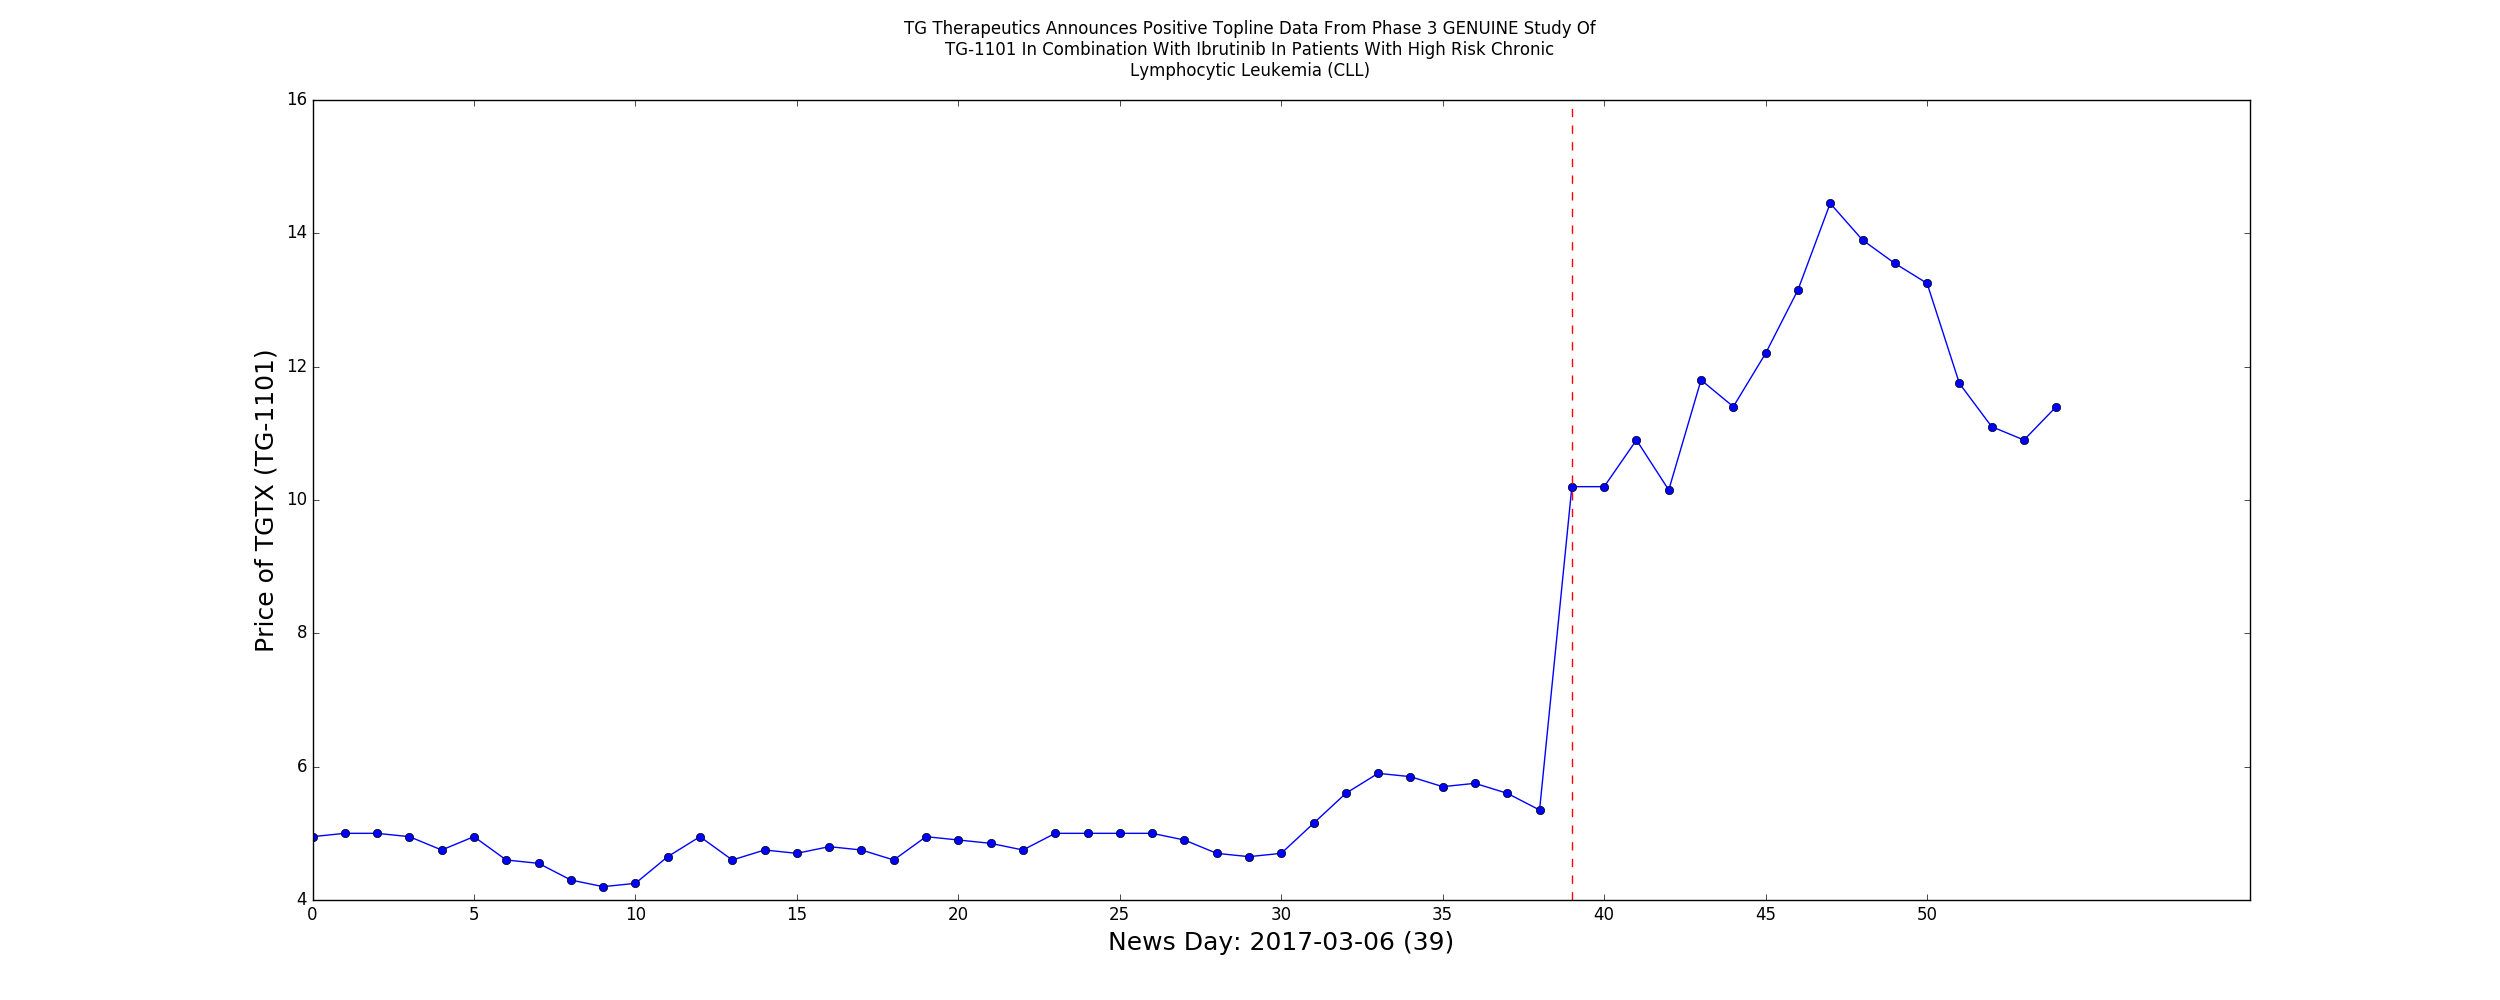 TG Therapeutics Announces Positive Topline Data From Phase 3 GENUINE Study Of
TG-1101 In Combination With Ibrutinib In Patients With High Risk Chronic
Lymphocytic Leukemia (CLL)
Price of TGTX (TG-1101)
16
14
12
10
8
6
4
0 5 10 15 20 25 30 35 40 45 50
News Day: 2017-03-06 (39)